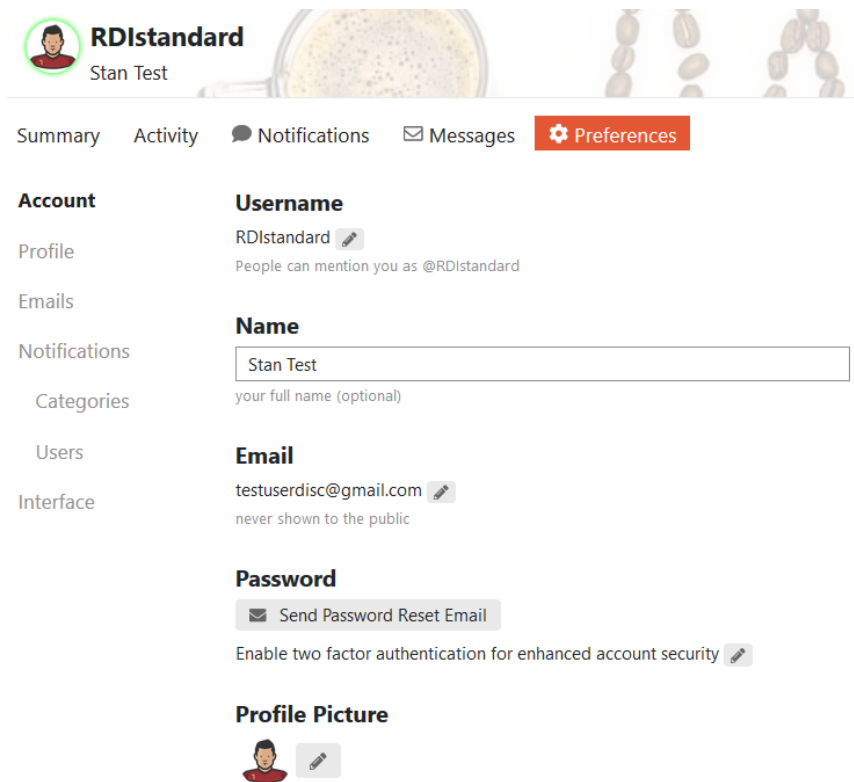 RDIstandard
Stan Test
Summary Activity Notifications Messages Preferences
Account
Profile
Emails
Notifications
Categories
Users
Interface
Username
RDIstandard
People can mention you as @RDIstandard
Name
Stan Test
your full name (optional)
Email
testuserdisc@gmail.com
never shown to the public
Password
Send Password Reset Email
Enable two factor authentication for enhanced account security
Profile Picture